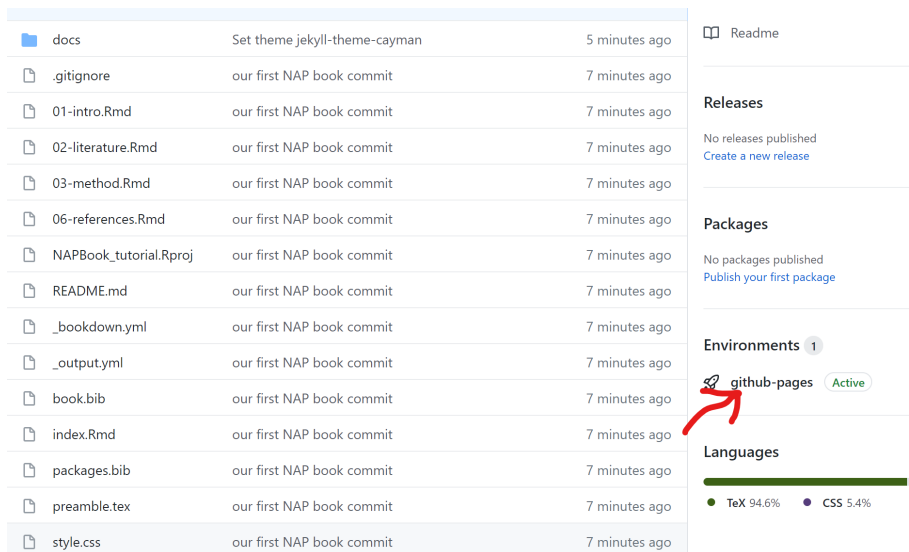 docs Set theme jekyll-theme-cayman 5 minutes ago
.gitignore our first NAP book commit 7 minutes ago
01-intro.Rmd our first NAP book commit 7 minutes ago
02-literature.Rmd our first NAP book commit 7 minutes ago
03-method.Rmd our first NAP book commit 7 minutes ago
06-references.Rmd our first NAP book commit 7 minutes ago
NAPBook_tutorial.Rproj our first NAP book commit 7 minutes ago
README.md our first NAP book commit 7 minutes ago
_bookdown.yml our first NAP book commit 7 minutes ago
_output.yml our first NAP book commit 7 minutes ago
book.bib our first NAP book commit 7 minutes ago
index.Rmd our first NAP book commit 7 minutes ago
packages.bib our first NAP book commit 7 minutes ago
preamble.tex our first NAP book commit 7 minutes ago
style.css our first NAP book commit 7 minutes ago
Readme
Releases
No releases published
Create a new release
Packages
No packages published
Publish your first package
Environments 1
github-pages Active
Languages
TeX 94.6% CSS 5.4%